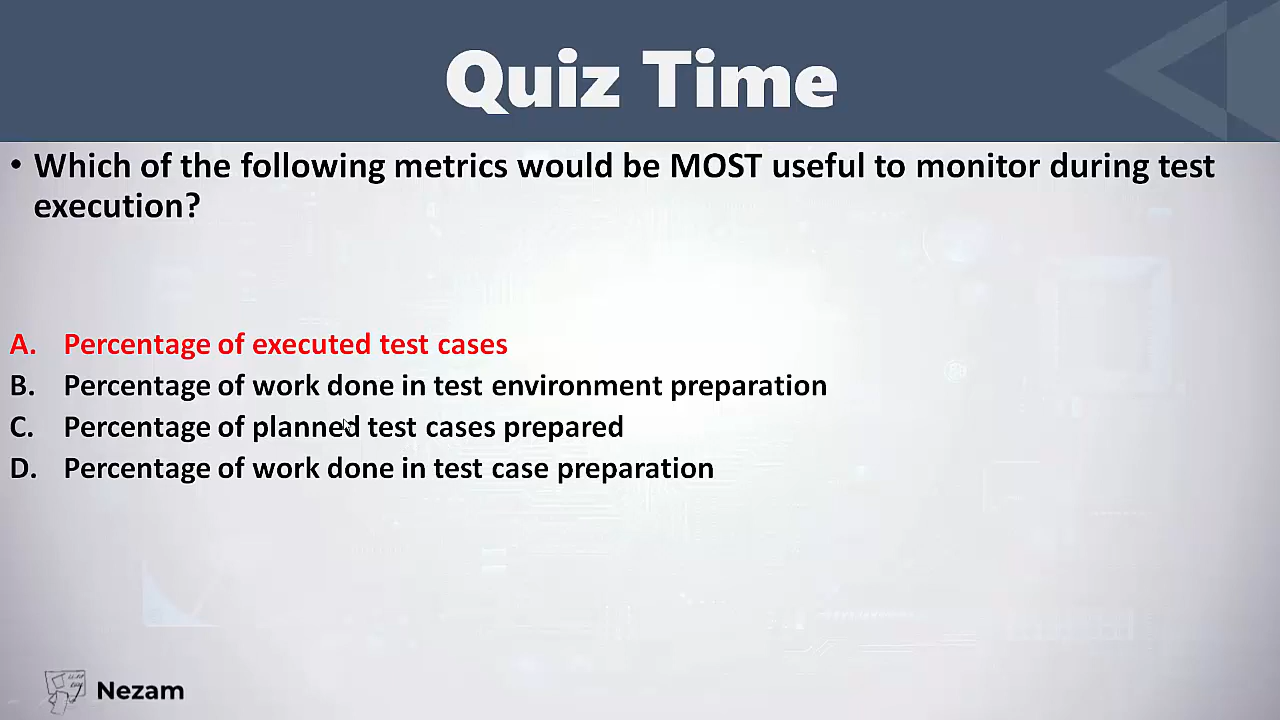 Quiz Time
• Which of the following metrics would be MOST useful to monitor during test
execution?
A. Percentage of executed test cases
B. Percentage of work done in test environment preparation
C. Percentage of planned test cases prepared
D. Percentage of work done in test case preparation
Nezam